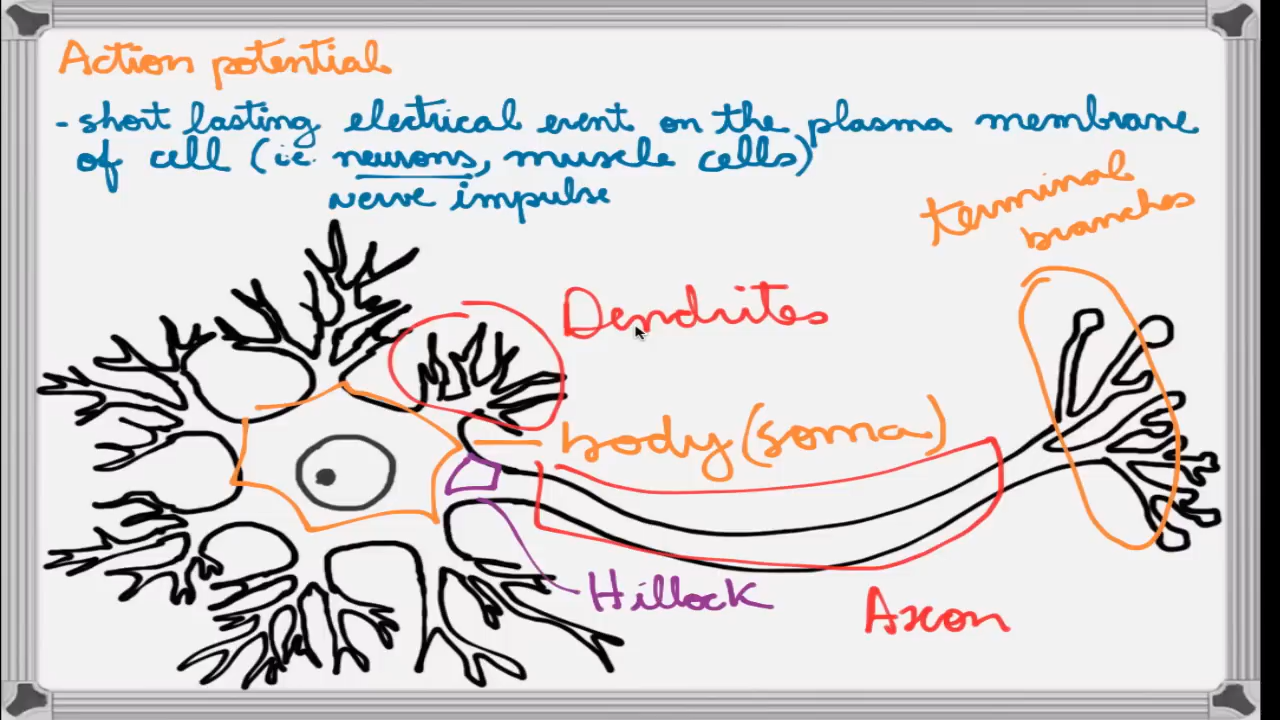 Action potential
- short lasting electrical event on the plasma membrane
of cell (i.e. neurons, muscle cells)
nerve impulse
terminal
branches
Dendrites
body (soma)
Hillock
Axon